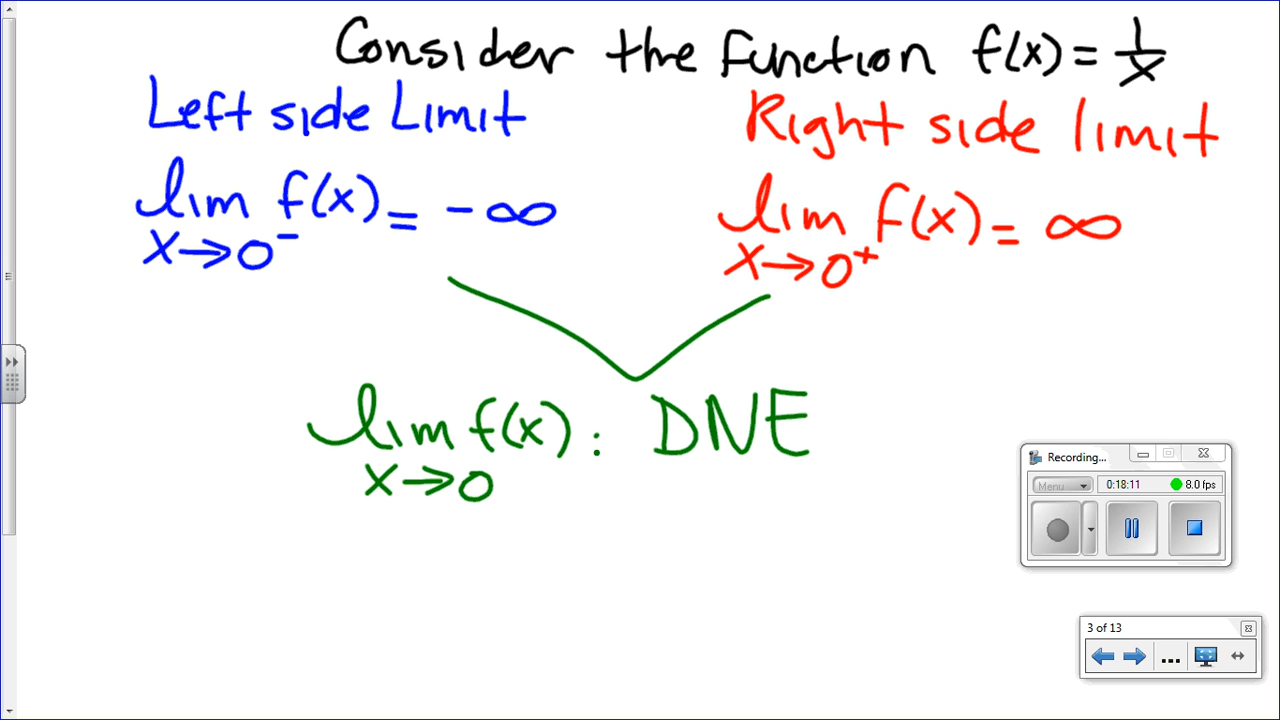 Consider the function f(x) = 1/x
Left side Limit
lim f(x) = -∞
x→0⁻
Right side limit
lim f(x) = ∞
x→0⁺
lim f(x) : DNE
x→0
Recording...
Menu
0:18:11
8.0 fps
3 of 13
...